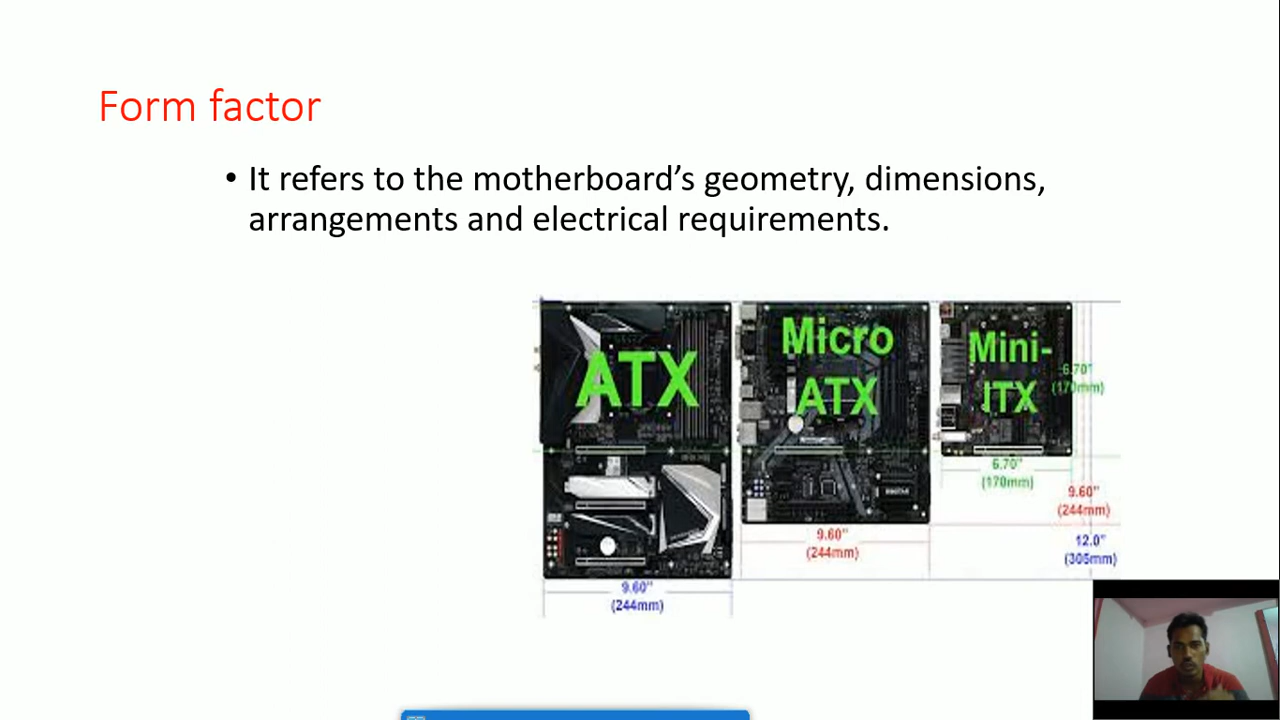 Form factor
• It refers to the motherboard’s geometry, dimensions,
arrangements and electrical requirements.
ATX
Micro
ATX
Mini-
ITX
6.70"
(170mm)
6.70"
(170mm)
9.60"
(244mm)
9.60"
(244mm)
12.0"
(305mm)
9.60"
(244mm)